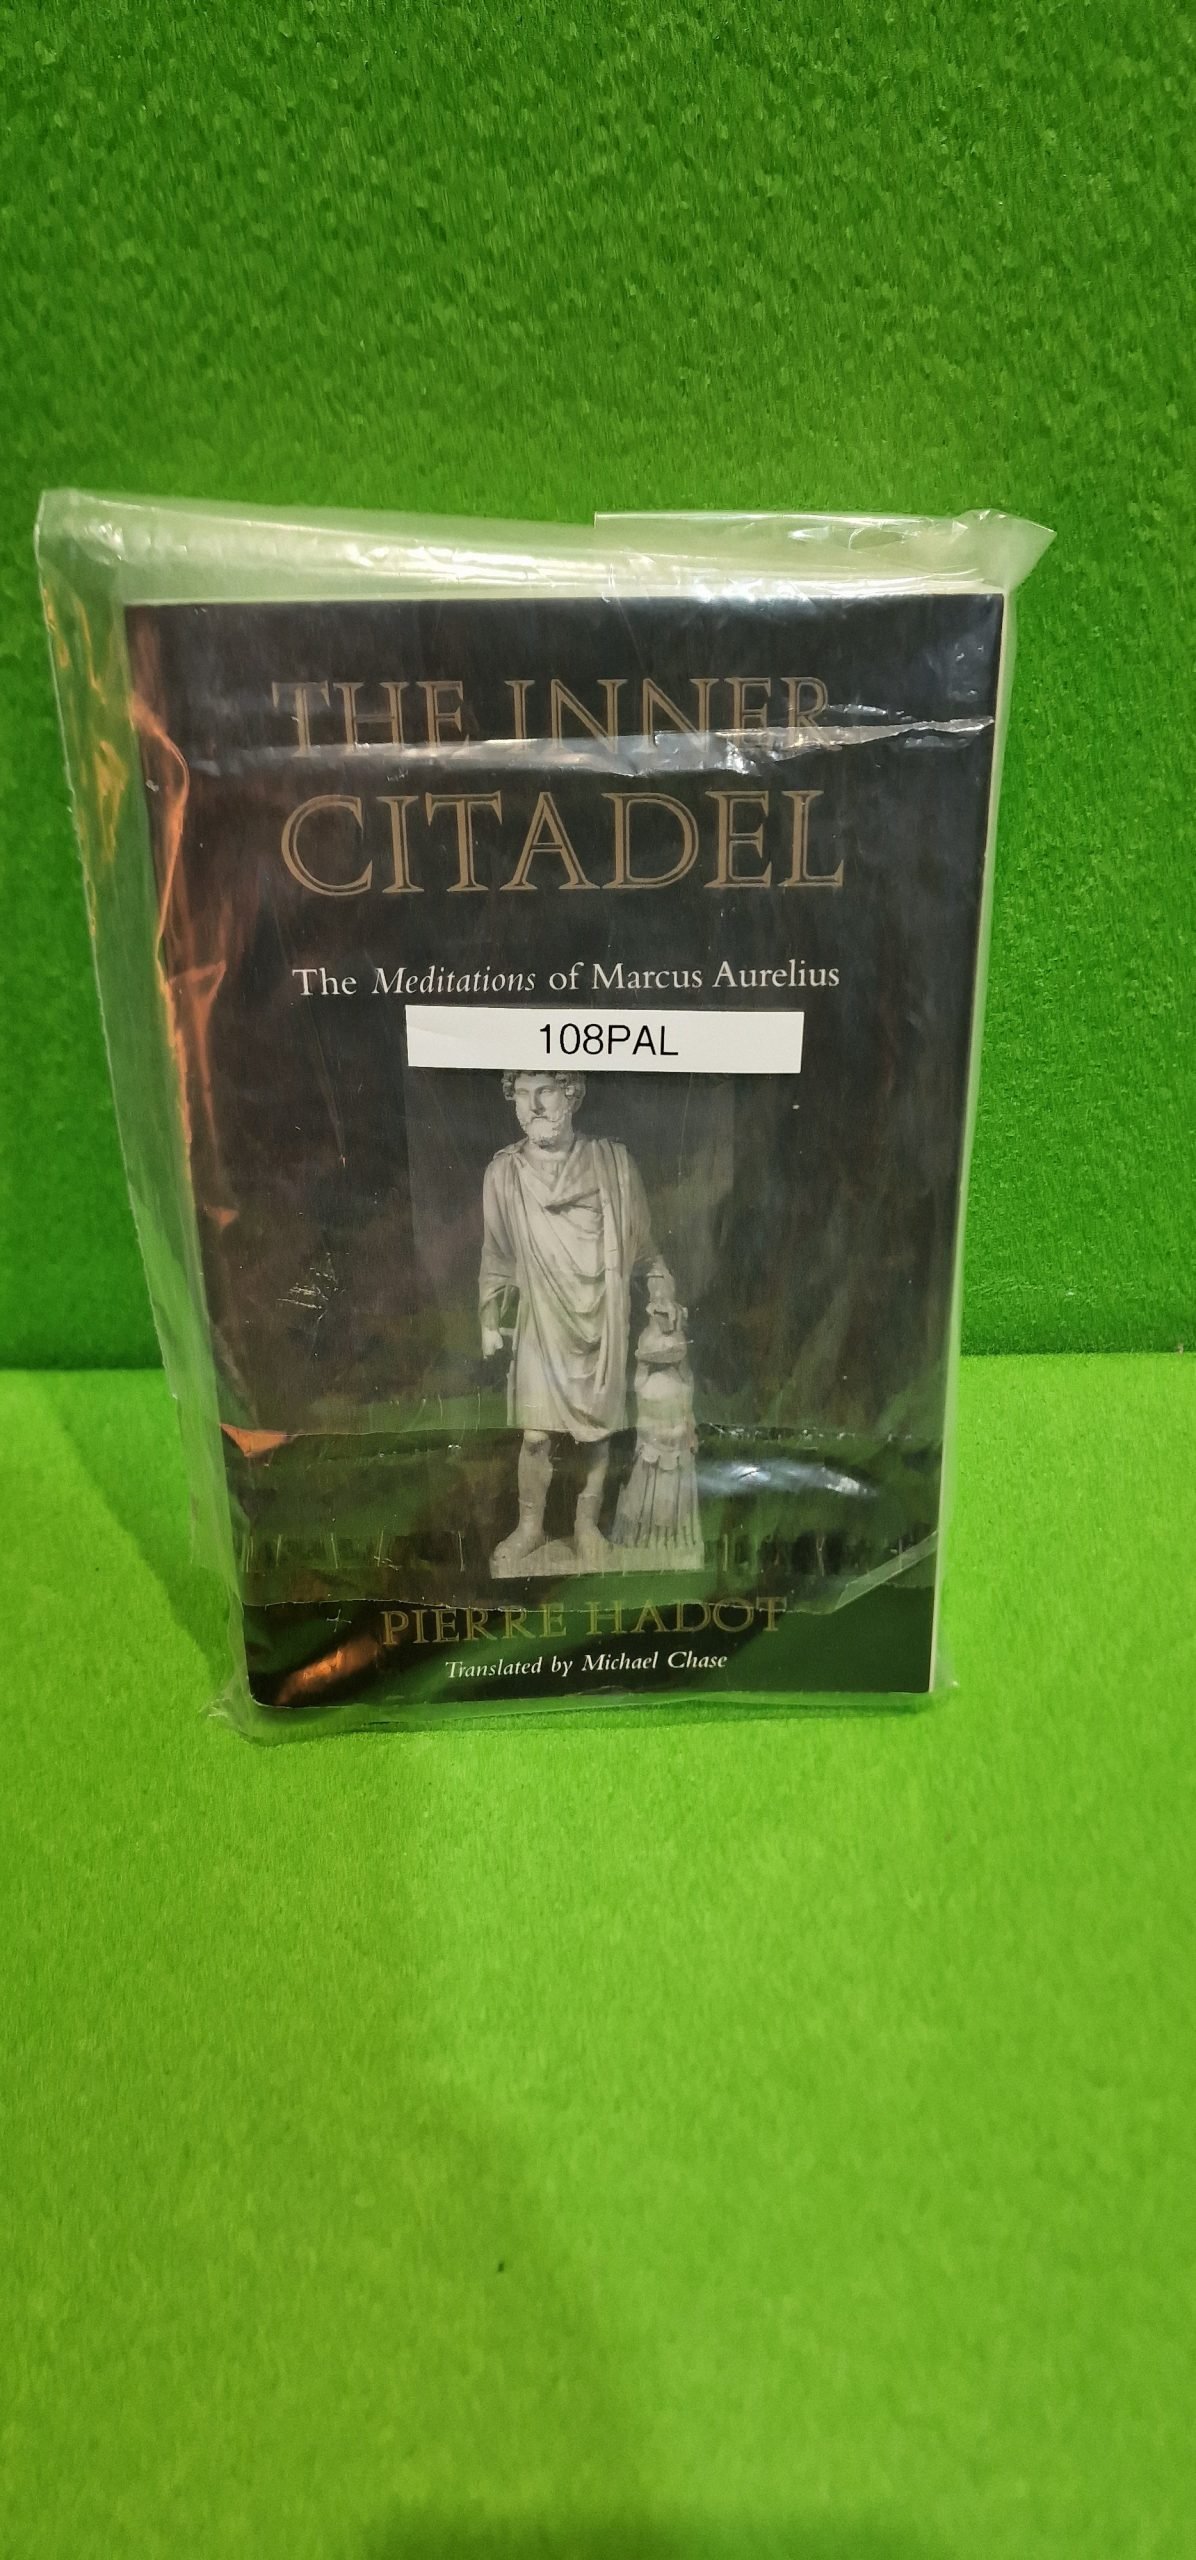 THE INNER
CITADEL
The Meditations of Marcus Aurelius
108PAL
PIERRE HADOT
Translated by Michael Chase